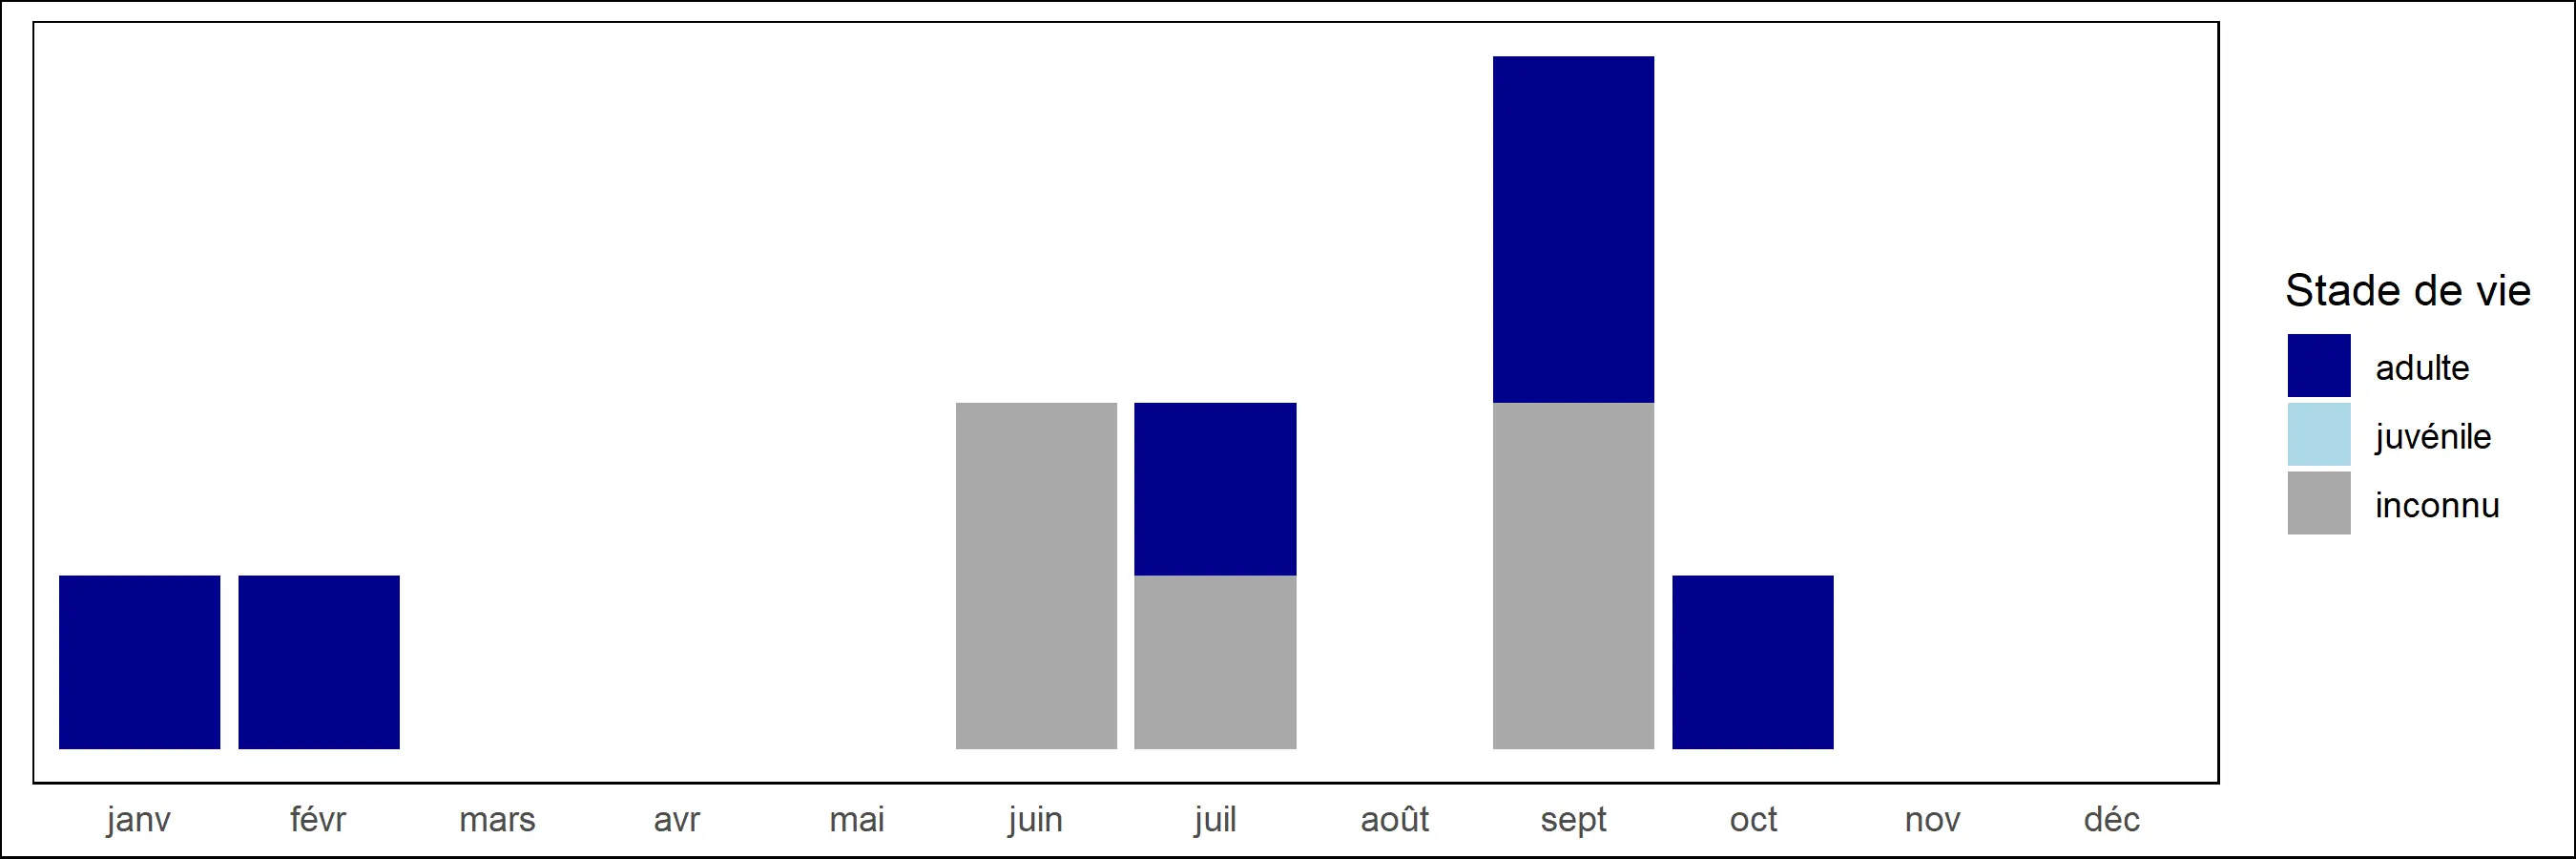 Stade de vie
adulte
juvénile
inconnu
janv févr mars avr mai juin juil août sept oct nov déc